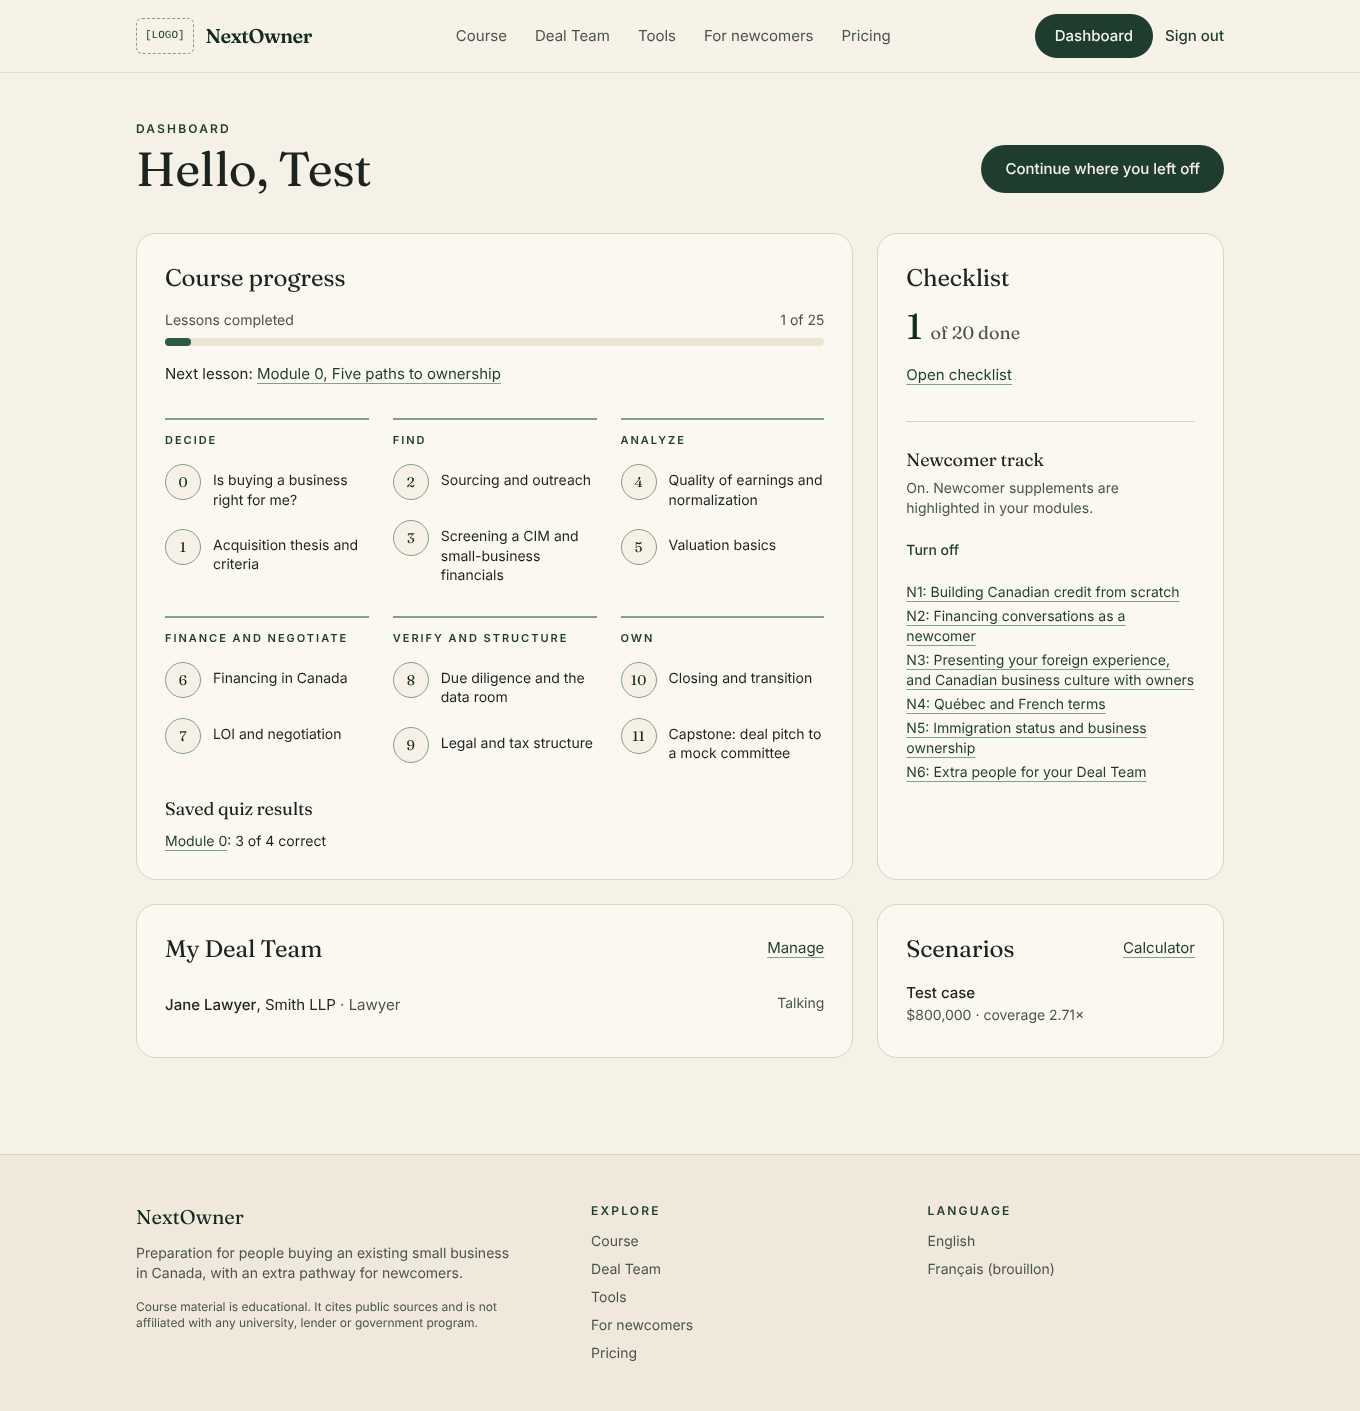 [LOGO]
NextOwner
Course
Deal Team
Tools
For newcomers
Pricing
Dashboard
Sign out
DASHBOARD
Hello, Test
Continue where you left off
Course progress
Lessons completed
1 of 25
Next lesson: Module 0, Five paths to ownership
DECIDE
0
Is buying a business
right for me?
1
Acquisition thesis and
criteria
FIND
2
Sourcing and outreach
3
Screening a CIM and
small-business
financials
ANALYZE
4
Quality of earnings and
normalization
5
Valuation basics
FINANCE AND NEGOTIATE
6
Financing in Canada
7
LOI and negotiation
VERIFY AND STRUCTURE
8
Due diligence and the
data room
9
Legal and tax structure
OWN
10
Closing and transition
11
Capstone: deal pitch to
a mock committee
Saved quiz results
Module 0: 3 of 4 correct
Checklist
1 of 20 done
Open checklist
Newcomer track
On. Newcomer supplements are
highlighted in your modules.
Turn off
N1: Building Canadian credit from scratch
N2: Financing conversations as a
newcomer
N3: Presenting your foreign experience,
and Canadian business culture with owners
N4: Québec and French terms
N5: Immigration status and business
ownership
N6: Extra people for your Deal Team
My Deal Team
Manage
Jane Lawyer, Smith LLP · Lawyer
Talking
Scenarios
Calculator
Test case
$800,000 · coverage 2.71×
NextOwner
Preparation for people buying an existing small business
in Canada, with an extra pathway for newcomers.
Course material is educational. It cites public sources and is not
affiliated with any university, lender or government program.
EXPLORE
Course
Deal Team
Tools
For newcomers
Pricing
LANGUAGE
English
Français (brouillon)